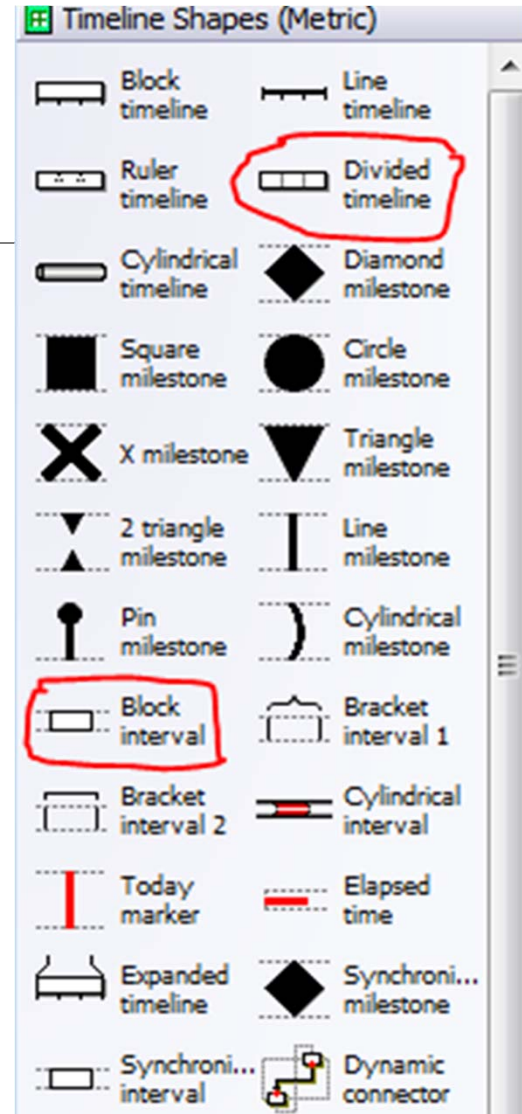 Timeline Shapes (Metric)
Block
timeline
Line
timeline
Ruler
timeline
Divided
timeline
Cylindrical
timeline
Diamond
milestone
Square
milestone
Circle
milestone
X milestone
Triangle
milestone
2 triangle
milestone
Line
milestone
Pin
milestone
Cylindrical
milestone
Block
interval
Bracket
interval 1
Bracket
interval 2
Cylindrical
interval
Today
marker
Elapsed
time
Expanded
timeline
Synchroni...
milestone
Synchroni...
interval
Dynamic
connector